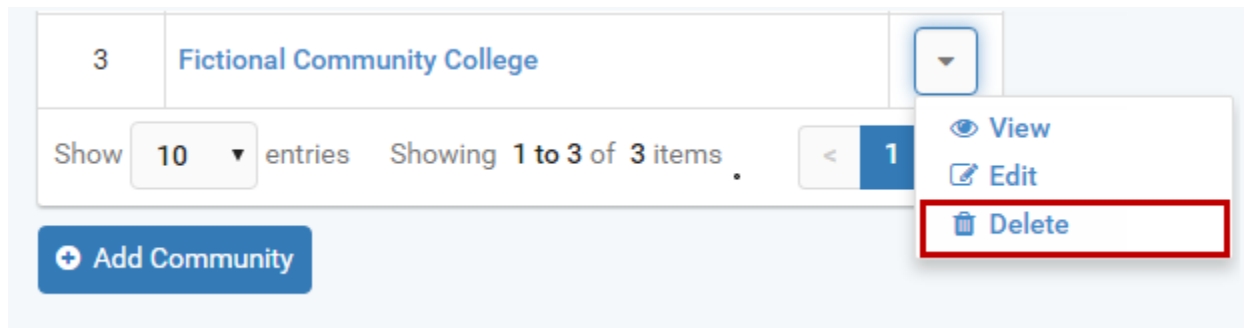 3 Fictional Community College
Show 10 entries Showing 1 to 3 of 3 items . < 1
View
Edit
Delete
Add Community